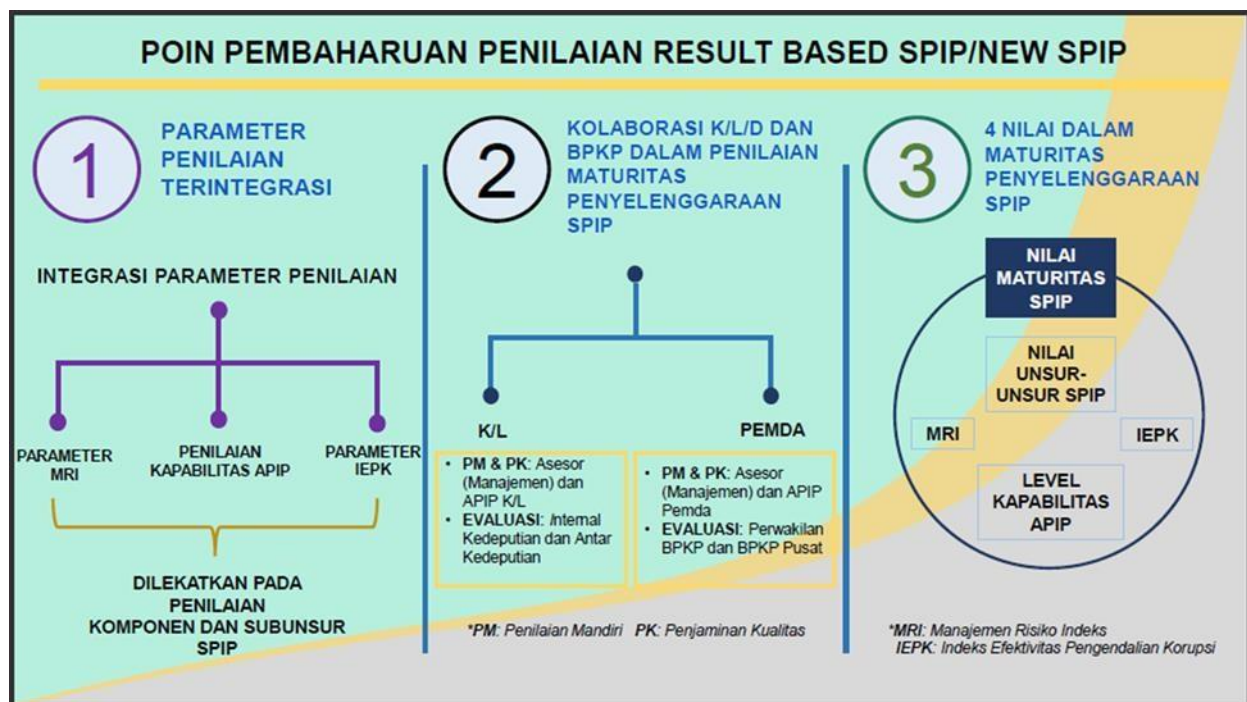 POIN PEMBAHARUAN PENILAIAN RESULT BASED SPIP/NEW SPIP
1
PARAMETER
PENILAIAN
TERINTEGRASI
INTEGRASI PARAMETER PENILAIAN
PARAMETER
MRI
PENILAIAN
KAPABILITAS APIP
PARAMETER
IEPK
DILEKATKAN PADA
PENILAIAN
KOMPONEN DAN SUBUNSUR
SPIP
2
KOLABORASI K/L/D DAN
BPKP DALAM PENILAIAN
MATURITAS
PENYELENGGARAAN
SPIP
K/L
• PM & PK: Asesor
(Manajemen) dan
APIP K/L
• EVALUASI: Internal
Kedeputian dan Antar
Kedeputian
PEMDA
• PM & PK: Asesor
(Manajemen) dan APIP
Pemda
• EVALUASI: Perwakilan
BPKP dan BPKP Pusat
*PM: Penilaian Mandiri PK: Penjaminan Kualitas
3
4 NILAI DALAM
MATURITAS
PENYELENGGARAAN
SPIP
NILAI
MATURITAS
SPIP
NILAI
UNSUR-
UNSUR SPIP
MRI
IEPK
LEVEL
KAPABILITAS
APIP
*MRI: Manajemen Risiko Indeks
IEPK: Indeks Efektivitas Pengendalian Korupsi